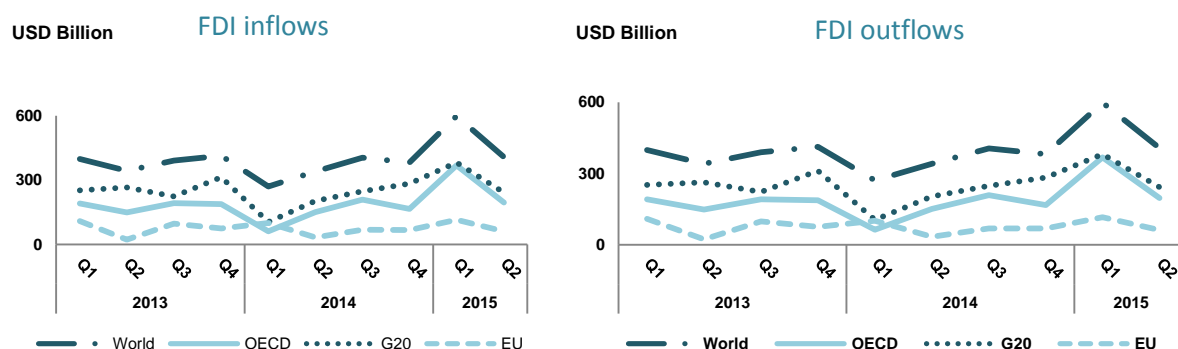 FDI inflows
USD Billion
600
300
0
Q1 Q2 Q3 Q4 Q1 Q2 Q3 Q4 Q1 Q2
2013 2014 2015
World OECD G20 EU
FDI outflows
USD Billion
600
300
0
Q1 Q2 Q3 Q4 Q1 Q2 Q3 Q4 Q1 Q2
2013 2014 2015
World OECD G20 EU